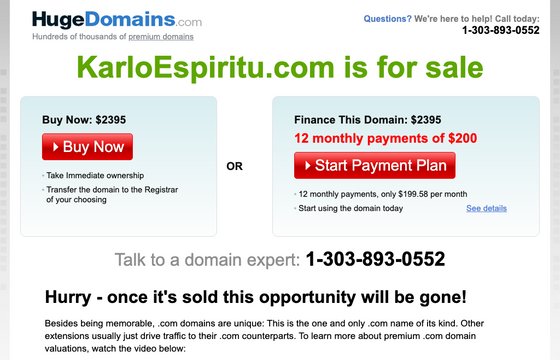 HugeDomains.com
Hundreds of thousands of premium domains
Questions? We're here to help! Call today:
1-303-893-0552
KarloEspiritu.com is for sale
Buy Now: $2395
Buy Now
· Take Immediate ownership
· Transfer the domain to the Registrar
of your choosing
OR
Finance This Domain: $2395
12 monthly payments of $200
Start Payment Plan
· 12 monthly payments, only $199.58 per month
· Start using the domain today
See details
Talk to a domain expert: 1-303-893-0552
Hurry - once it's sold this opportunity will be gone!
Besides being memorable, .com domains are unique: This is the one and only .com name of its kind. Other
extensions usually just drive traffic to their .com counterparts. To learn more about premium .com domain
valuations, watch the video below: